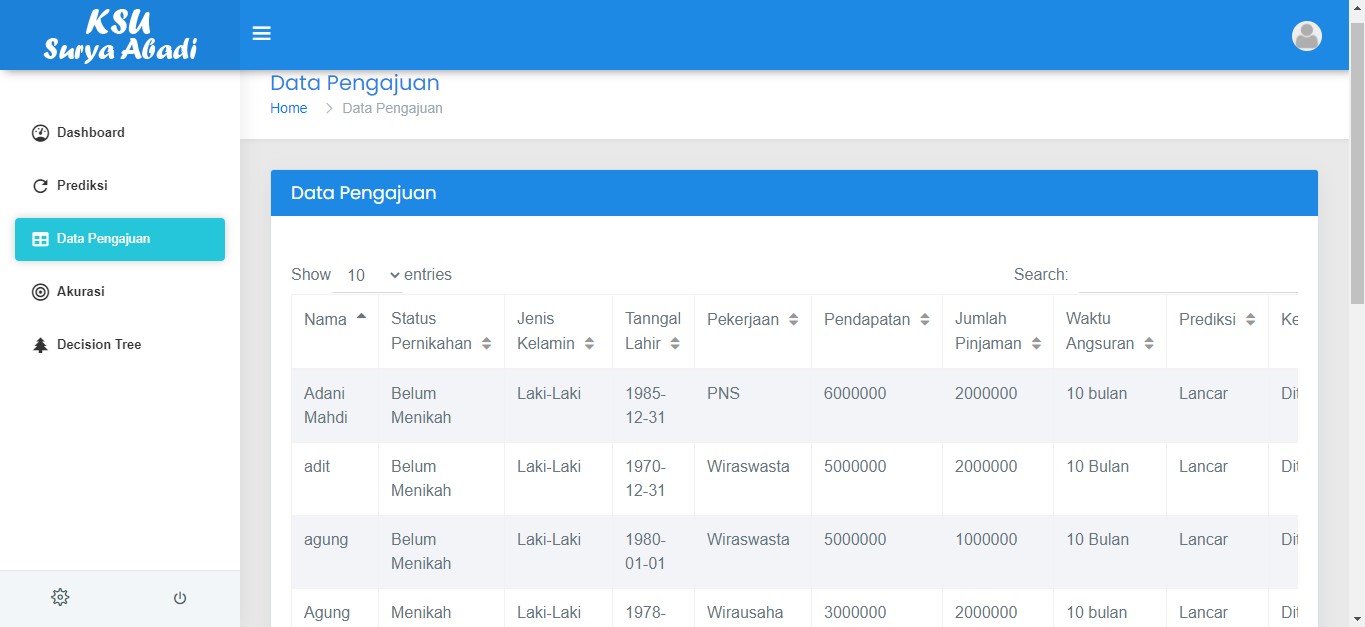 KSU
Surya Abadi
Data Pengajuan
Home > Data Pengajuan
Dashboard
Prediksi
Data Pengajuan
Akurasi
Decision Tree
Data Pengajuan
Show 10 entries
Search:
Nama Status Pernikahan Jenis Kelamin Tanngal Lahir Pekerjaan Pendapatan Jumlah Pinjaman Waktu Angsuran Prediksi Ke
Adani Mahdi Belum Menikah Laki-Laki 1985-12-31 PNS 6000000 2000000 10 bulan Lancar Dit
adit Belum Menikah Laki-Laki 1970-12-31 Wiraswasta 5000000 2000000 10 Bulan Lancar Dit
agung Belum Menikah Laki-Laki 1980-01-01 Wiraswasta 5000000 1000000 10 Bulan Lancar Dit
Agung Menikah Laki-Laki 1978- Wirausaha 3000000 2000000 10 bulan Lancar Dit